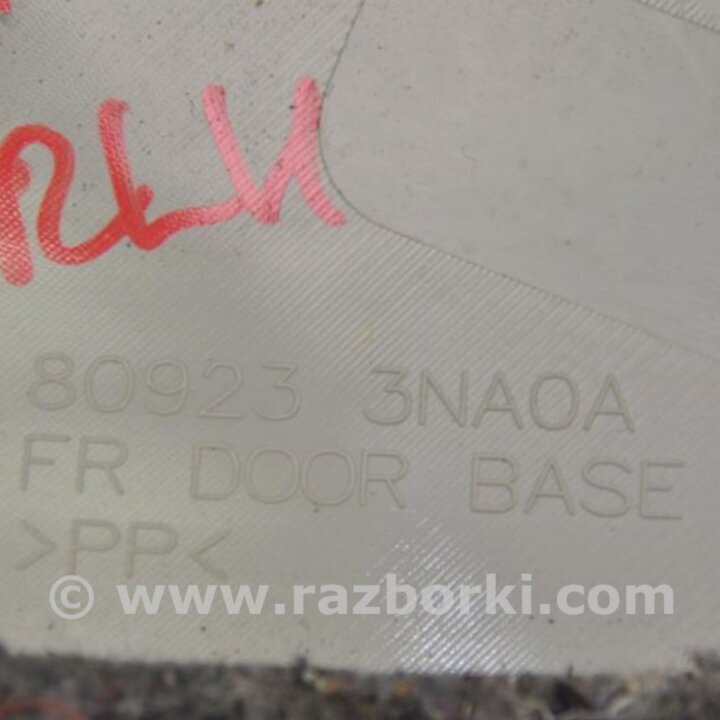 80923 3NA0A
FR DOOR BASE
>PP<
© www.razborki.com